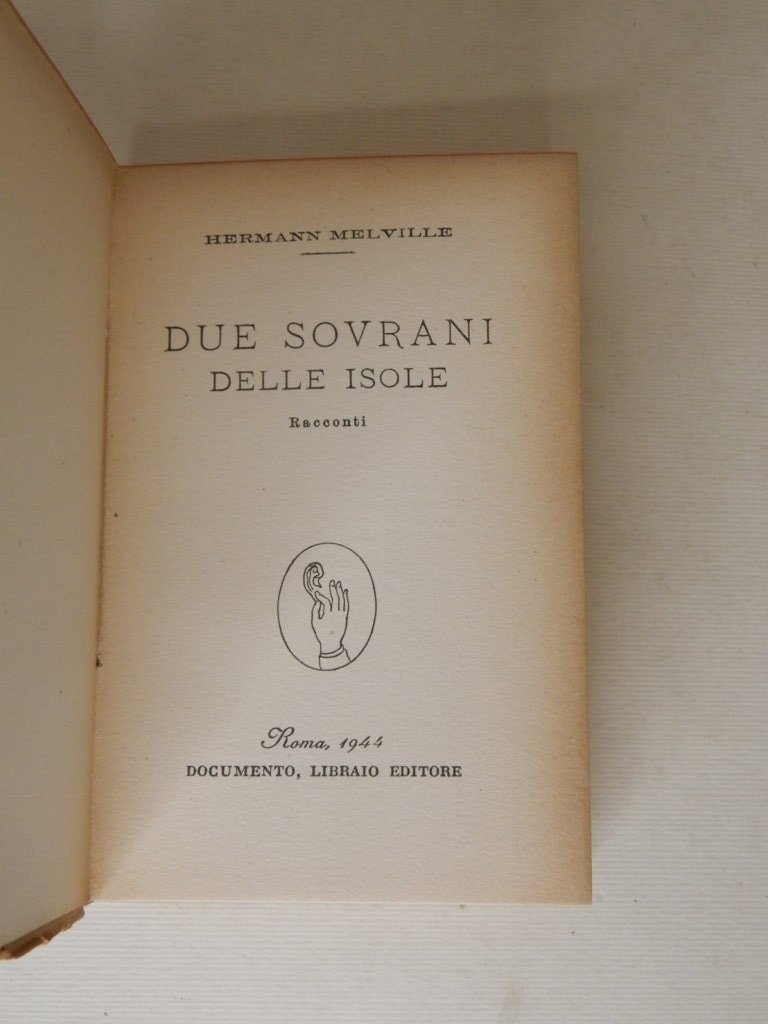 HERMANN MELVILLE
DUE SOVRANI
DELLE ISOLE
Racconti
Roma, 1944
DOCUMENTO, LIBRAIO EDITORE